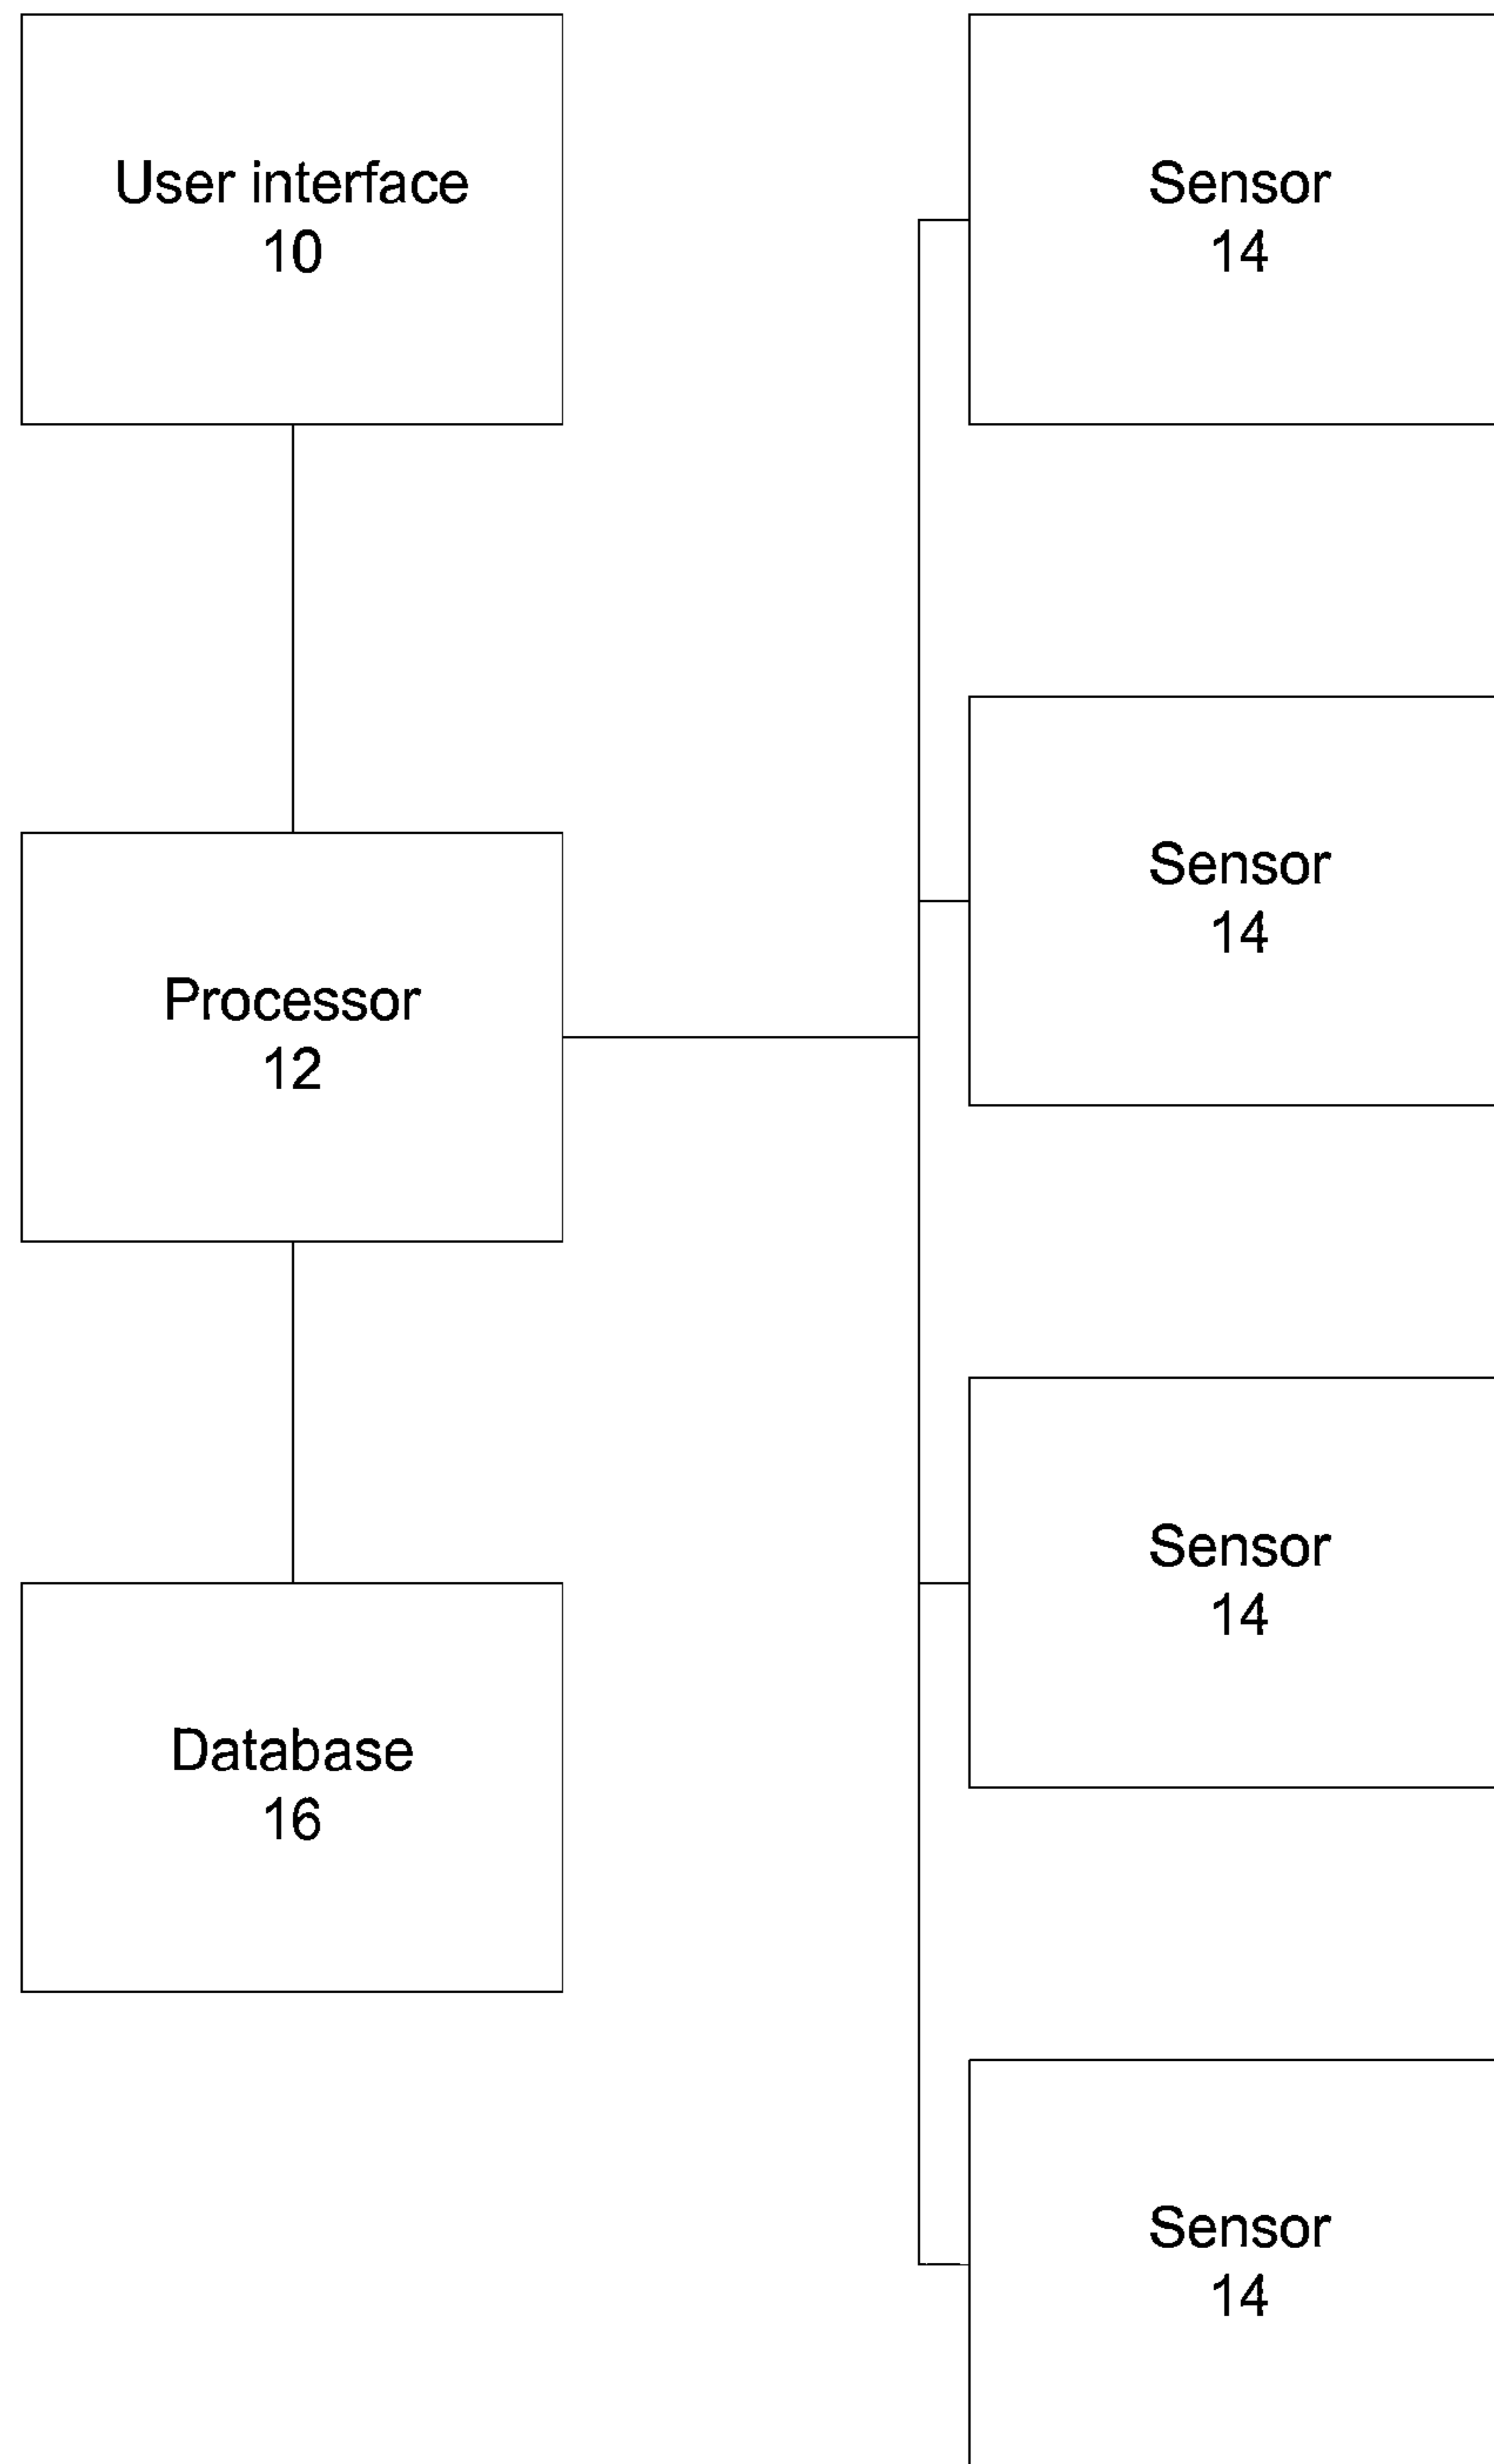 User interface
10
Processor
12
Database
16
Sensor
14
Sensor
14
Sensor
14
Sensor
14